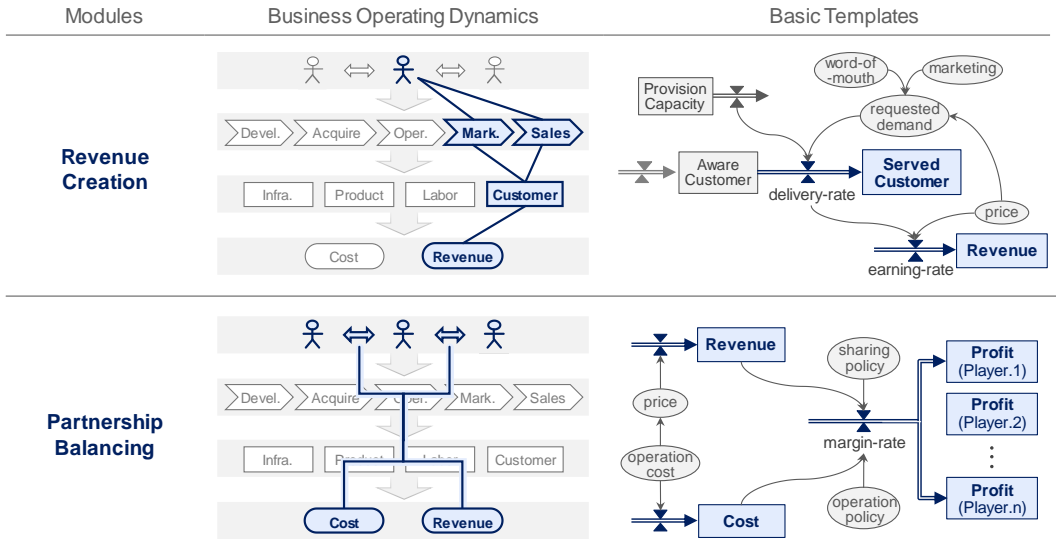 Modules
Business Operating Dynamics
Basic Templates
Revenue
Creation
Devel.
Acquire
Oper.
Mark.
Sales
Infra.
Product
Labor
Customer
Cost
Revenue
word-of
-mouth
marketing
Provision
Capacity
requested
demand
Aware
Customer
Served
Customer
delivery-rate
price
Revenue
earning-rate
Partnership
Balancing
Devel.
Acquire
Oper.
Mark.
Sales
Infra.
Product
Labor
Customer
Cost
Revenue
Revenue
sharing
policy
Profit
(Player.1)
price
Profit
(Player.2)
margin-rate
operation
cost
⋮
Profit
(Player.n)
operation
policy
Cost